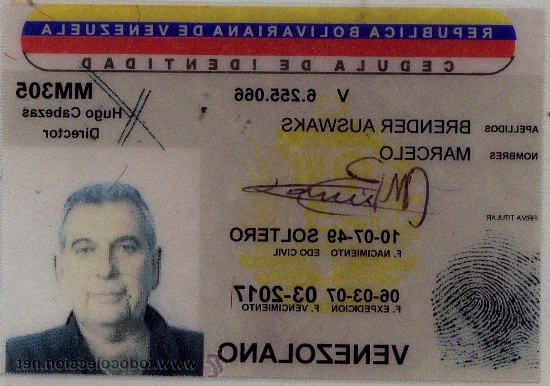 REPUBLICA BOLIVARIANA DE VENEZUELA
CEDULA DE IDENTIDAD
V 6.255.066
MM305
Hugo Cabezas
Director
APELLIDOS BRENDER AUSWAKS
NOMBRES MARCELO
FIRMA TITULAR
10-07-49 SOLTERO
F. NACIMIENTO EDO CIVIL
06-03-07 03-2017
F. EXPEDICION F. VENCIMIENTO
VENEZOLANO
www.todocoleccion.net